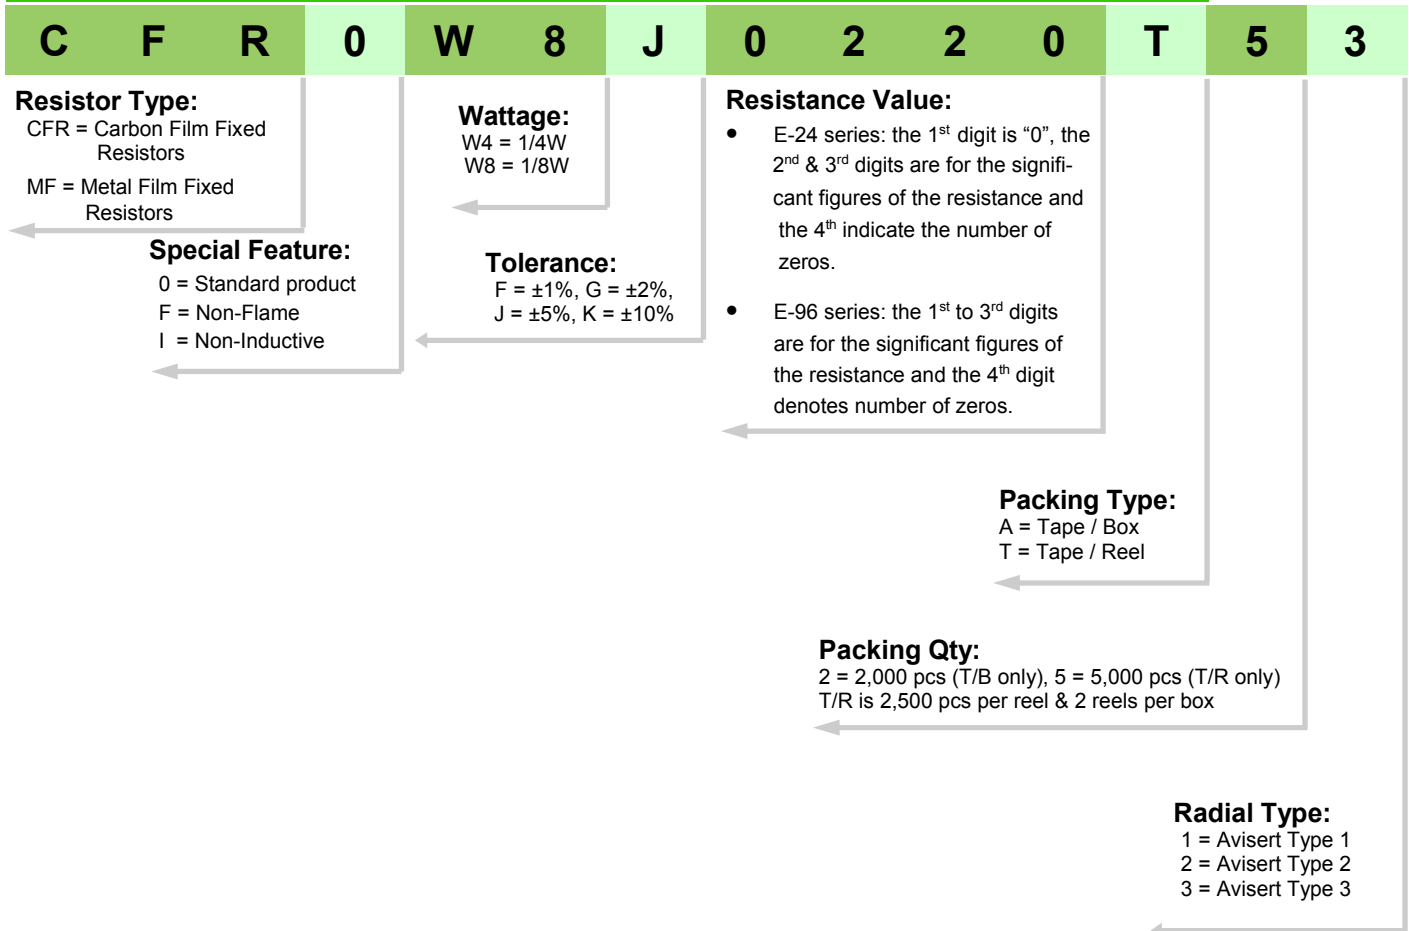 C F R 0 W 8 J 0 2 2 0 T 5 3
Resistor Type:
CFR = Carbon Film Fixed
Resistors
MF = Metal Film Fixed
Resistors
Special Feature:
0 = Standard product
F = Non-Flame
I = Non-Inductive
Wattage:
W4 = 1/4W
W8 = 1/8W
Tolerance:
F = ±1%, G = ±2%,
J = ±5%, K = ±10%
Resistance Value:
• E-24 series: the 1st digit is “0”, the
2nd & 3rd digits are for the signifi-
cant figures of the resistance and
the 4th indicate the number of
zeros.
• E-96 series: the 1st to 3rd digits
are for the significant figures of
the resistance and the 4th digit
denotes number of zeros.
Packing Type:
A = Tape / Box
T = Tape / Reel
Packing Qty:
2 = 2,000 pcs (T/B only), 5 = 5,000 pcs (T/R only)
T/R is 2,500 pcs per reel & 2 reels per box
Radial Type:
1 = Avisert Type 1
2 = Avisert Type 2
3 = Avisert Type 3